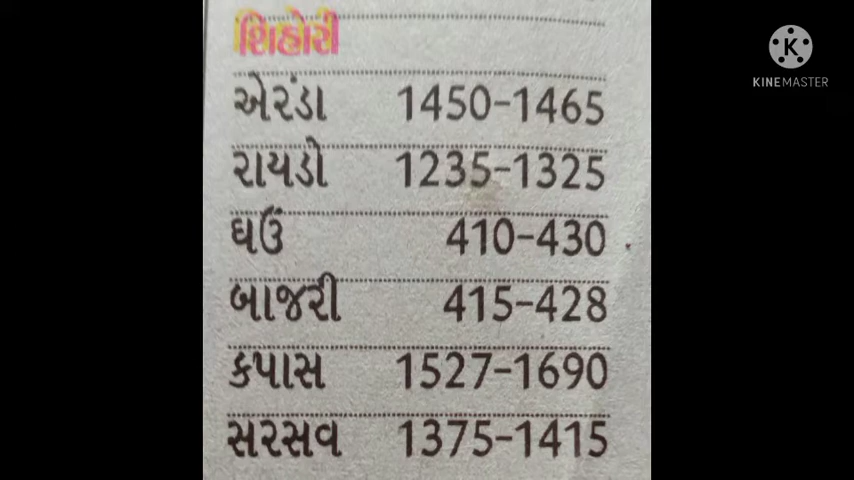 શિહોરી
એરંડા 1450-1465
રાયડો 1235-1325
ઘઉં 410-430
બાજરી 415-428
કપાસ 1527-1690
સરસવ 1375-1415
K
KINEMASTER